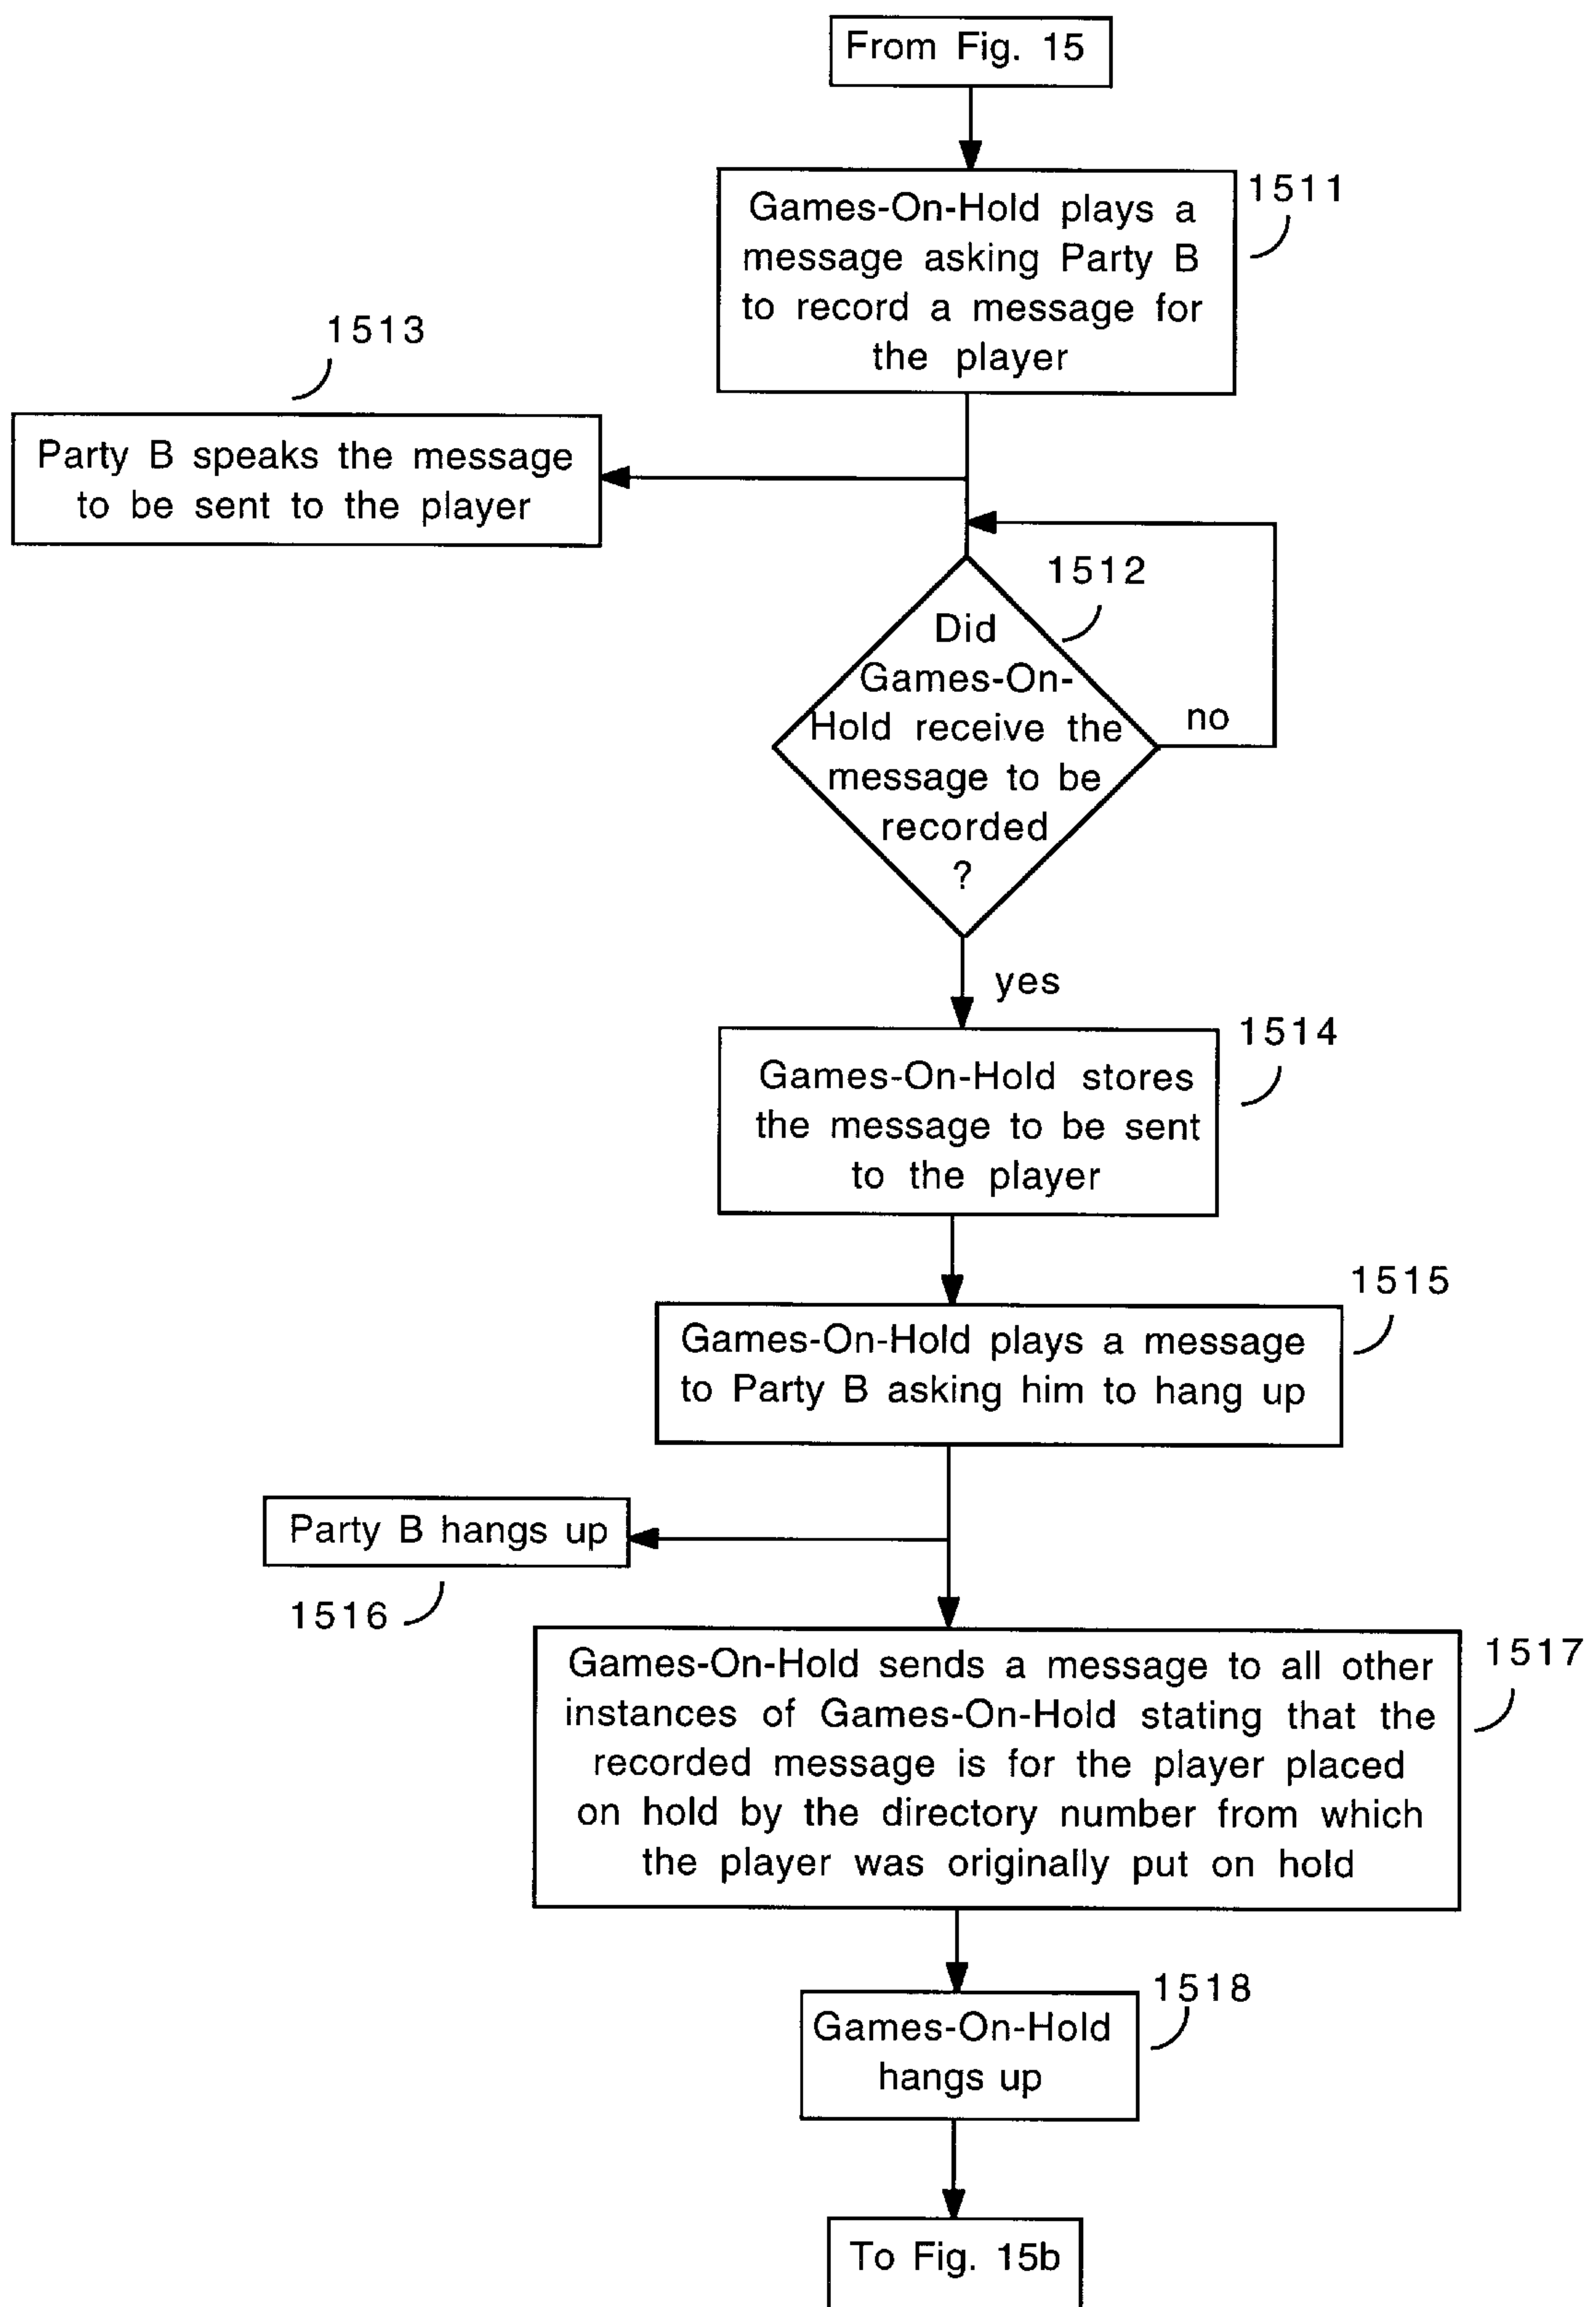 From Fig. 15
1511
Games-On-Hold plays a
message asking Party B
to record a message for
the player
1513
Party B speaks the message
to be sent to the player
1512
Did
Games-On-
Hold receive the
message to be
recorded
?
no
yes
1514
Games-On-Hold stores
the message to be sent
to the player
1515
Games-On-Hold plays a message
to Party B asking him to hang up
Party B hangs up
1516
1517
Games-On-Hold sends a message to all other
instances of Games-On-Hold stating that the
recorded message is for the player placed
on hold by the directory number from which
the player was originally put on hold
1518
Games-On-Hold
hangs up
To Fig. 15b